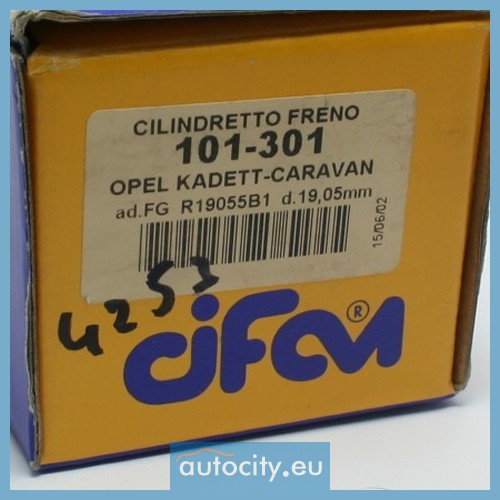 CILINDRETTO FRENO
101-301
OPEL KADETT-CARAVAN
ad.FG R19055B1 d.19,05mm
15/06/02
4253
CIFAM ®
autocity.eu